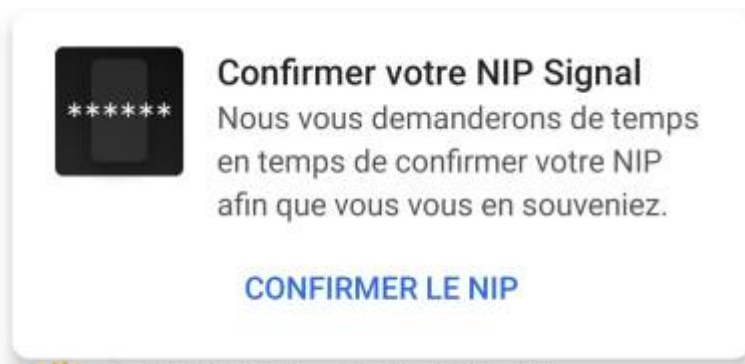 Confirmer votre NIP Signal
******
Nous vous demanderons de temps
en temps de confirmer votre NIP
afin que vous vous en souveniez.
CONFIRMER LE NIP